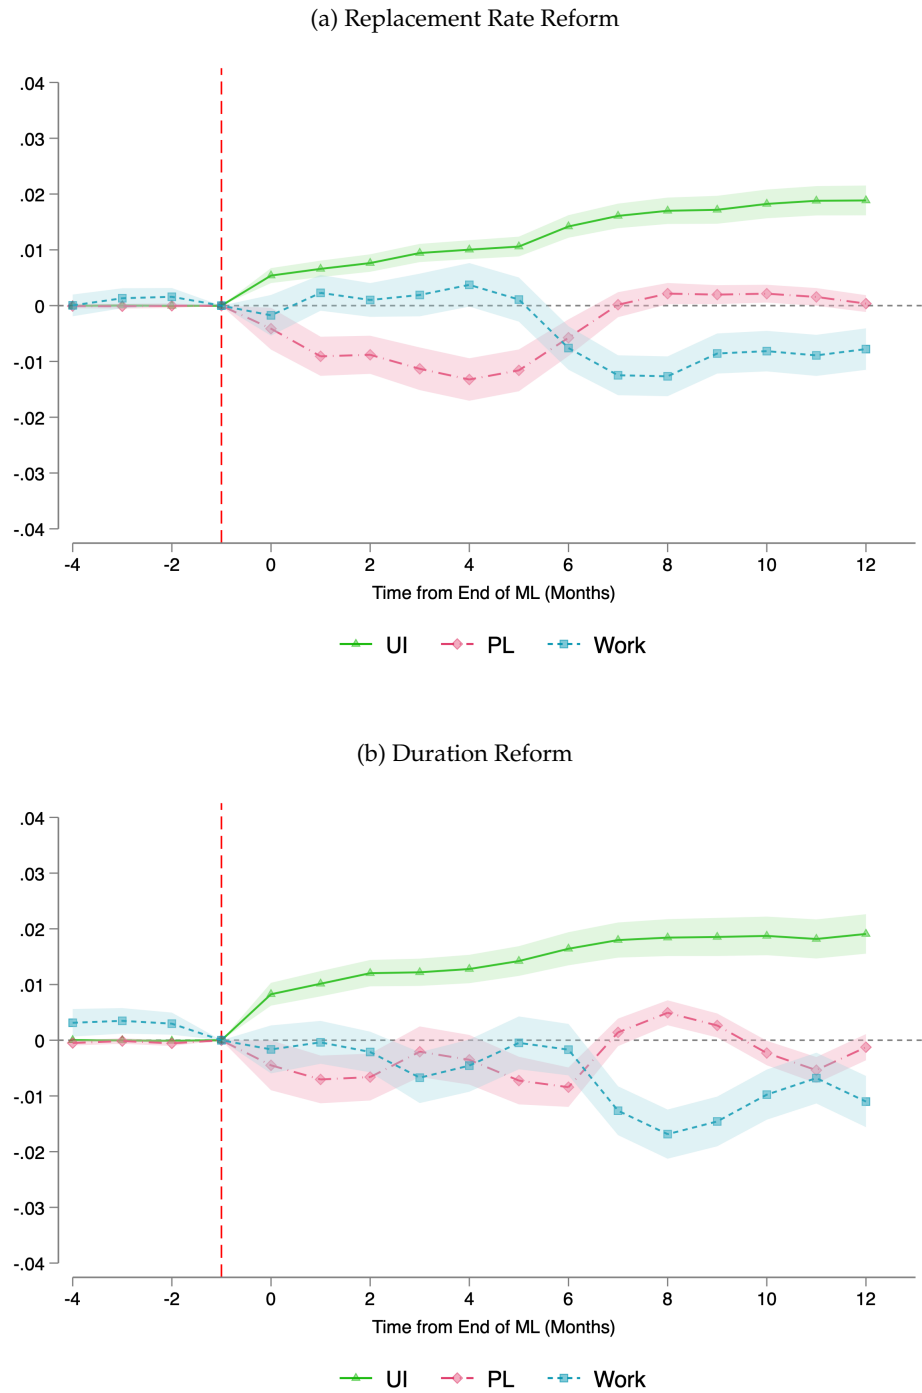 (a) Replacement Rate Reform
.04
.03
.02
.01
0
-.01
-.02
-.03
-.04
-4 -2 0 2 4 6 8 10 12
Time from End of ML (Months)
UI PL Work
(b) Duration Reform
.04
.03
.02
.01
0
-.01
-.02
-.03
-.04
-4 -2 0 2 4 6 8 10 12
Time from End of ML (Months)
UI PL Work